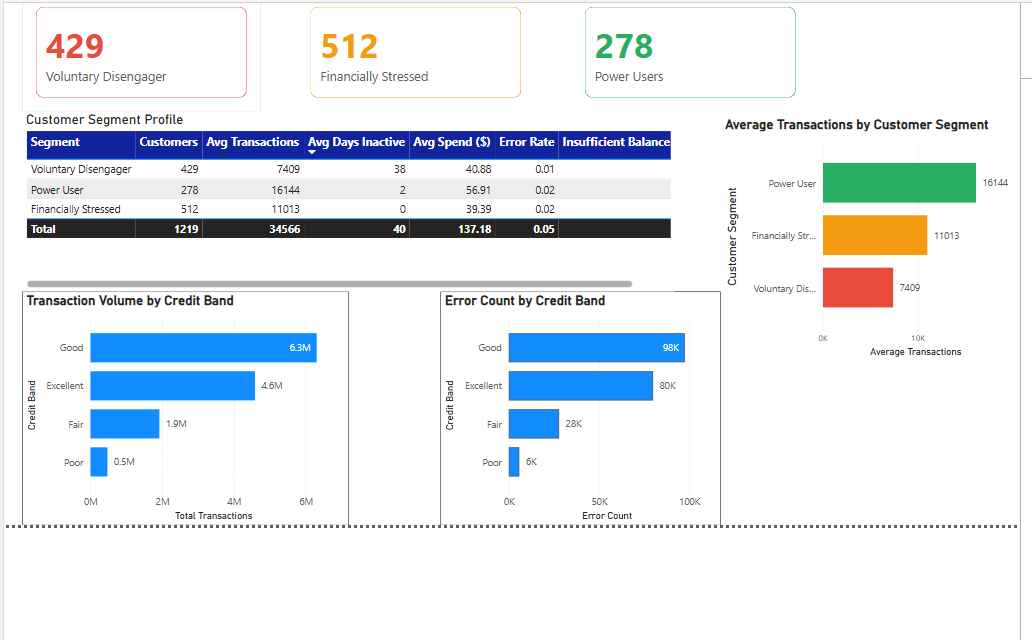 429
Voluntary Disengager
512
Financially Stressed
278
Power Users
Customer Segment Profile
Segment Customers Avg Transactions Avg Days Inactive Avg Spend ($) Error Rate Insufficient Balance
Voluntary Disengager 429 7409 38 40.88 0.01
Power User 278 16144 2 56.91 0.02
Financially Stressed 512 11013 0 39.39 0.02
Total 1219 34566 40 137.18 0.05
Average Transactions by Customer Segment
Customer Segment
Power User 16144
Financially Str... 11013
Voluntary Dis... 7409
0K 10K
Average Transactions
Transaction Volume by Credit Band
Credit Band
Good 6.3M
Excellent 4.6M
Fair 1.9M
Poor 0.5M
0M 2M 4M 6M
Total Transactions
Error Count by Credit Band
Credit Band
Good 98K
Excellent 80K
Fair 28K
Poor 6K
0K 50K 100K
Error Count